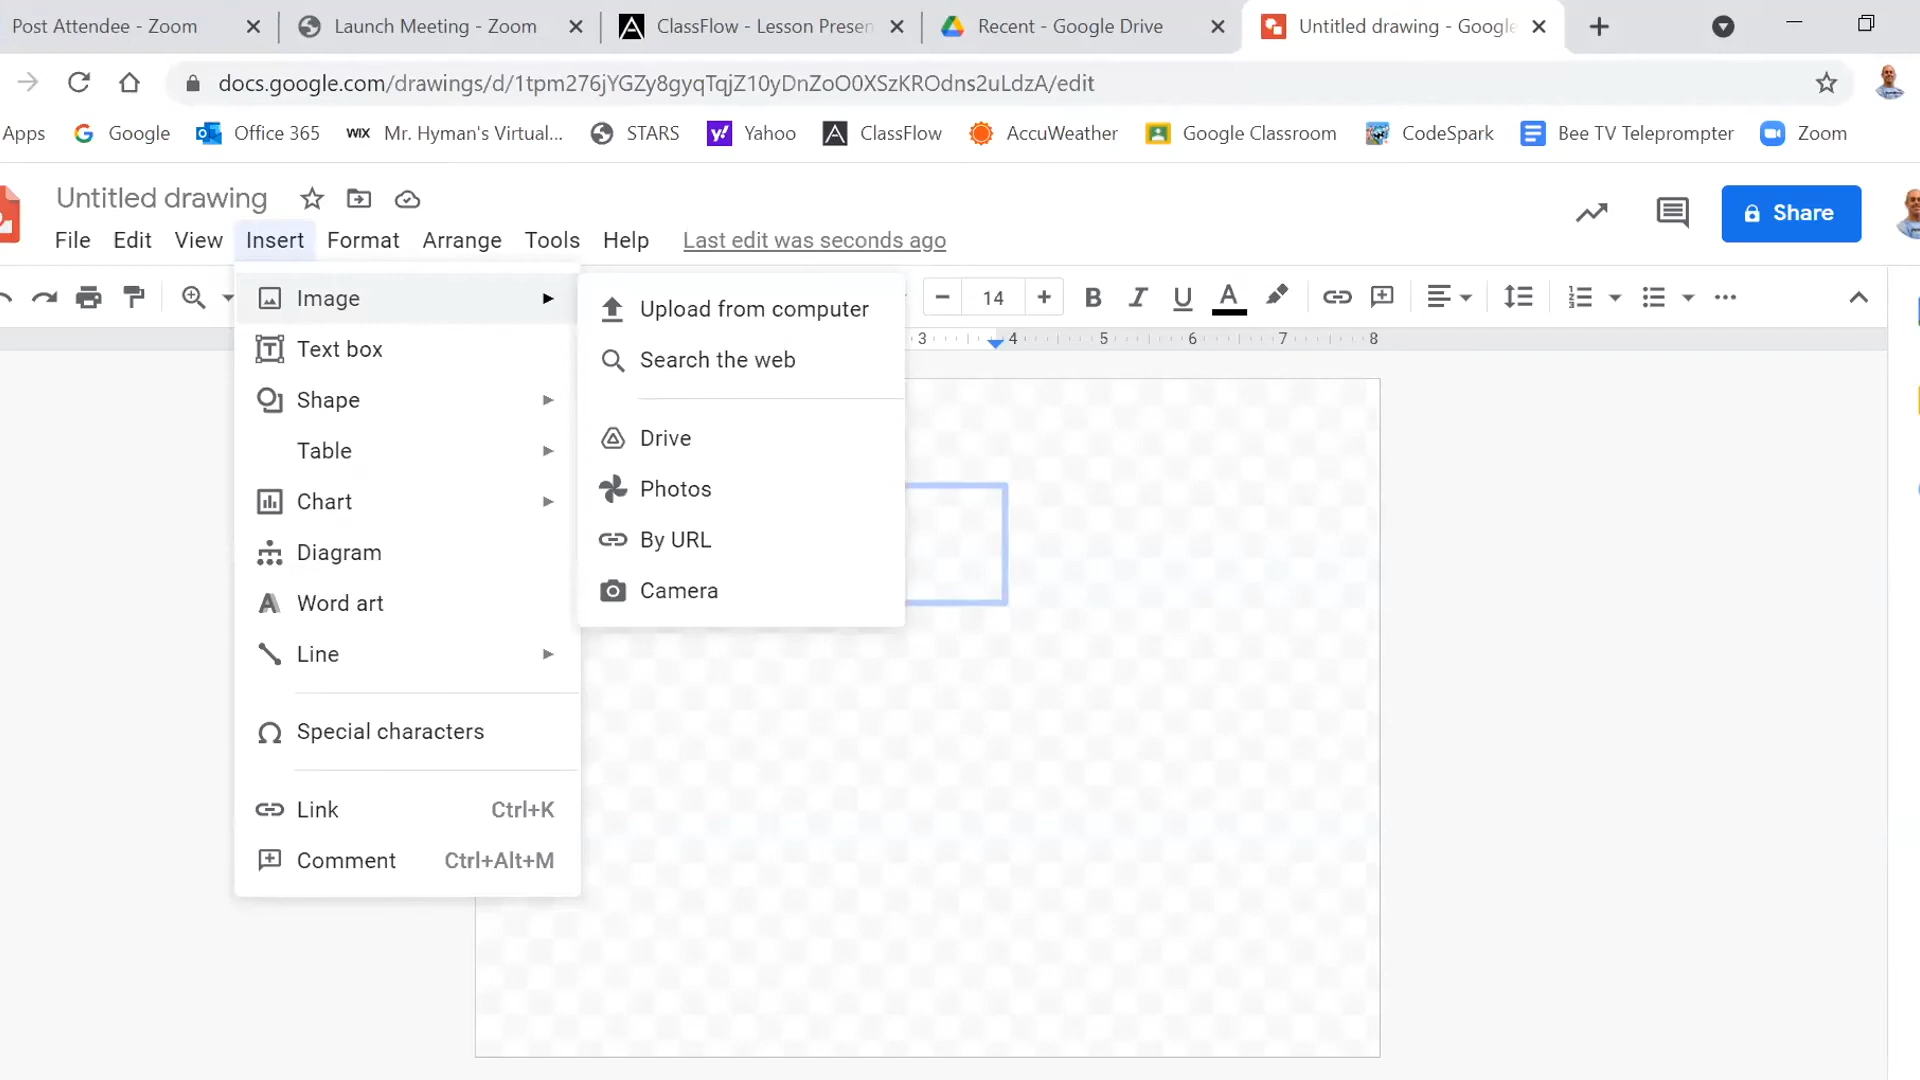 Post Attendee - Zoom
Launch Meeting - Zoom
ClassFlow - Lesson Presen
Recent - Google Drive
Untitled drawing - Google
docs.google.com/drawings/d/1tpm276jYGZy8gyqTqjZ10yDnZoO0XSzKROdns2uLdzA/edit
Apps
Google
Office 365
WIX Mr. Hyman's Virtual...
STARS
Yahoo
ClassFlow
AccuWeather
Google Classroom
CodeSpark
Bee TV Teleprompter
Zoom
Untitled drawing
Share
File Edit View Insert Format Arrange Tools Help Last edit was seconds ago
14
3 4 5 6 7 8
Image
Text box
Shape
Table
Chart
Diagram
Word art
Line
Special characters
Link Ctrl+K
Comment Ctrl+Alt+M
Upload from computer
Search the web
Drive
Photos
By URL
Camera